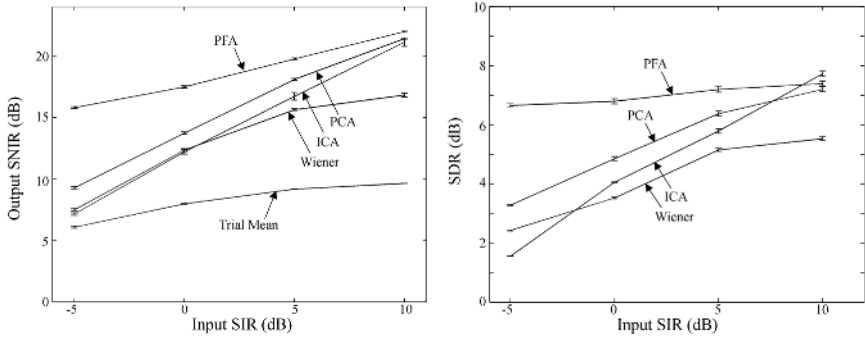 20
15
10
5
0
-5
0
5
10
Output SNIR (dB)
Input SIR (dB)
PFA
PCA
ICA
Wiener
Trial Mean
10
8
6
4
2
0
-5
0
5
10
SDR (dB)
Input SIR (dB)
PFA
PCA
ICA
Wiener